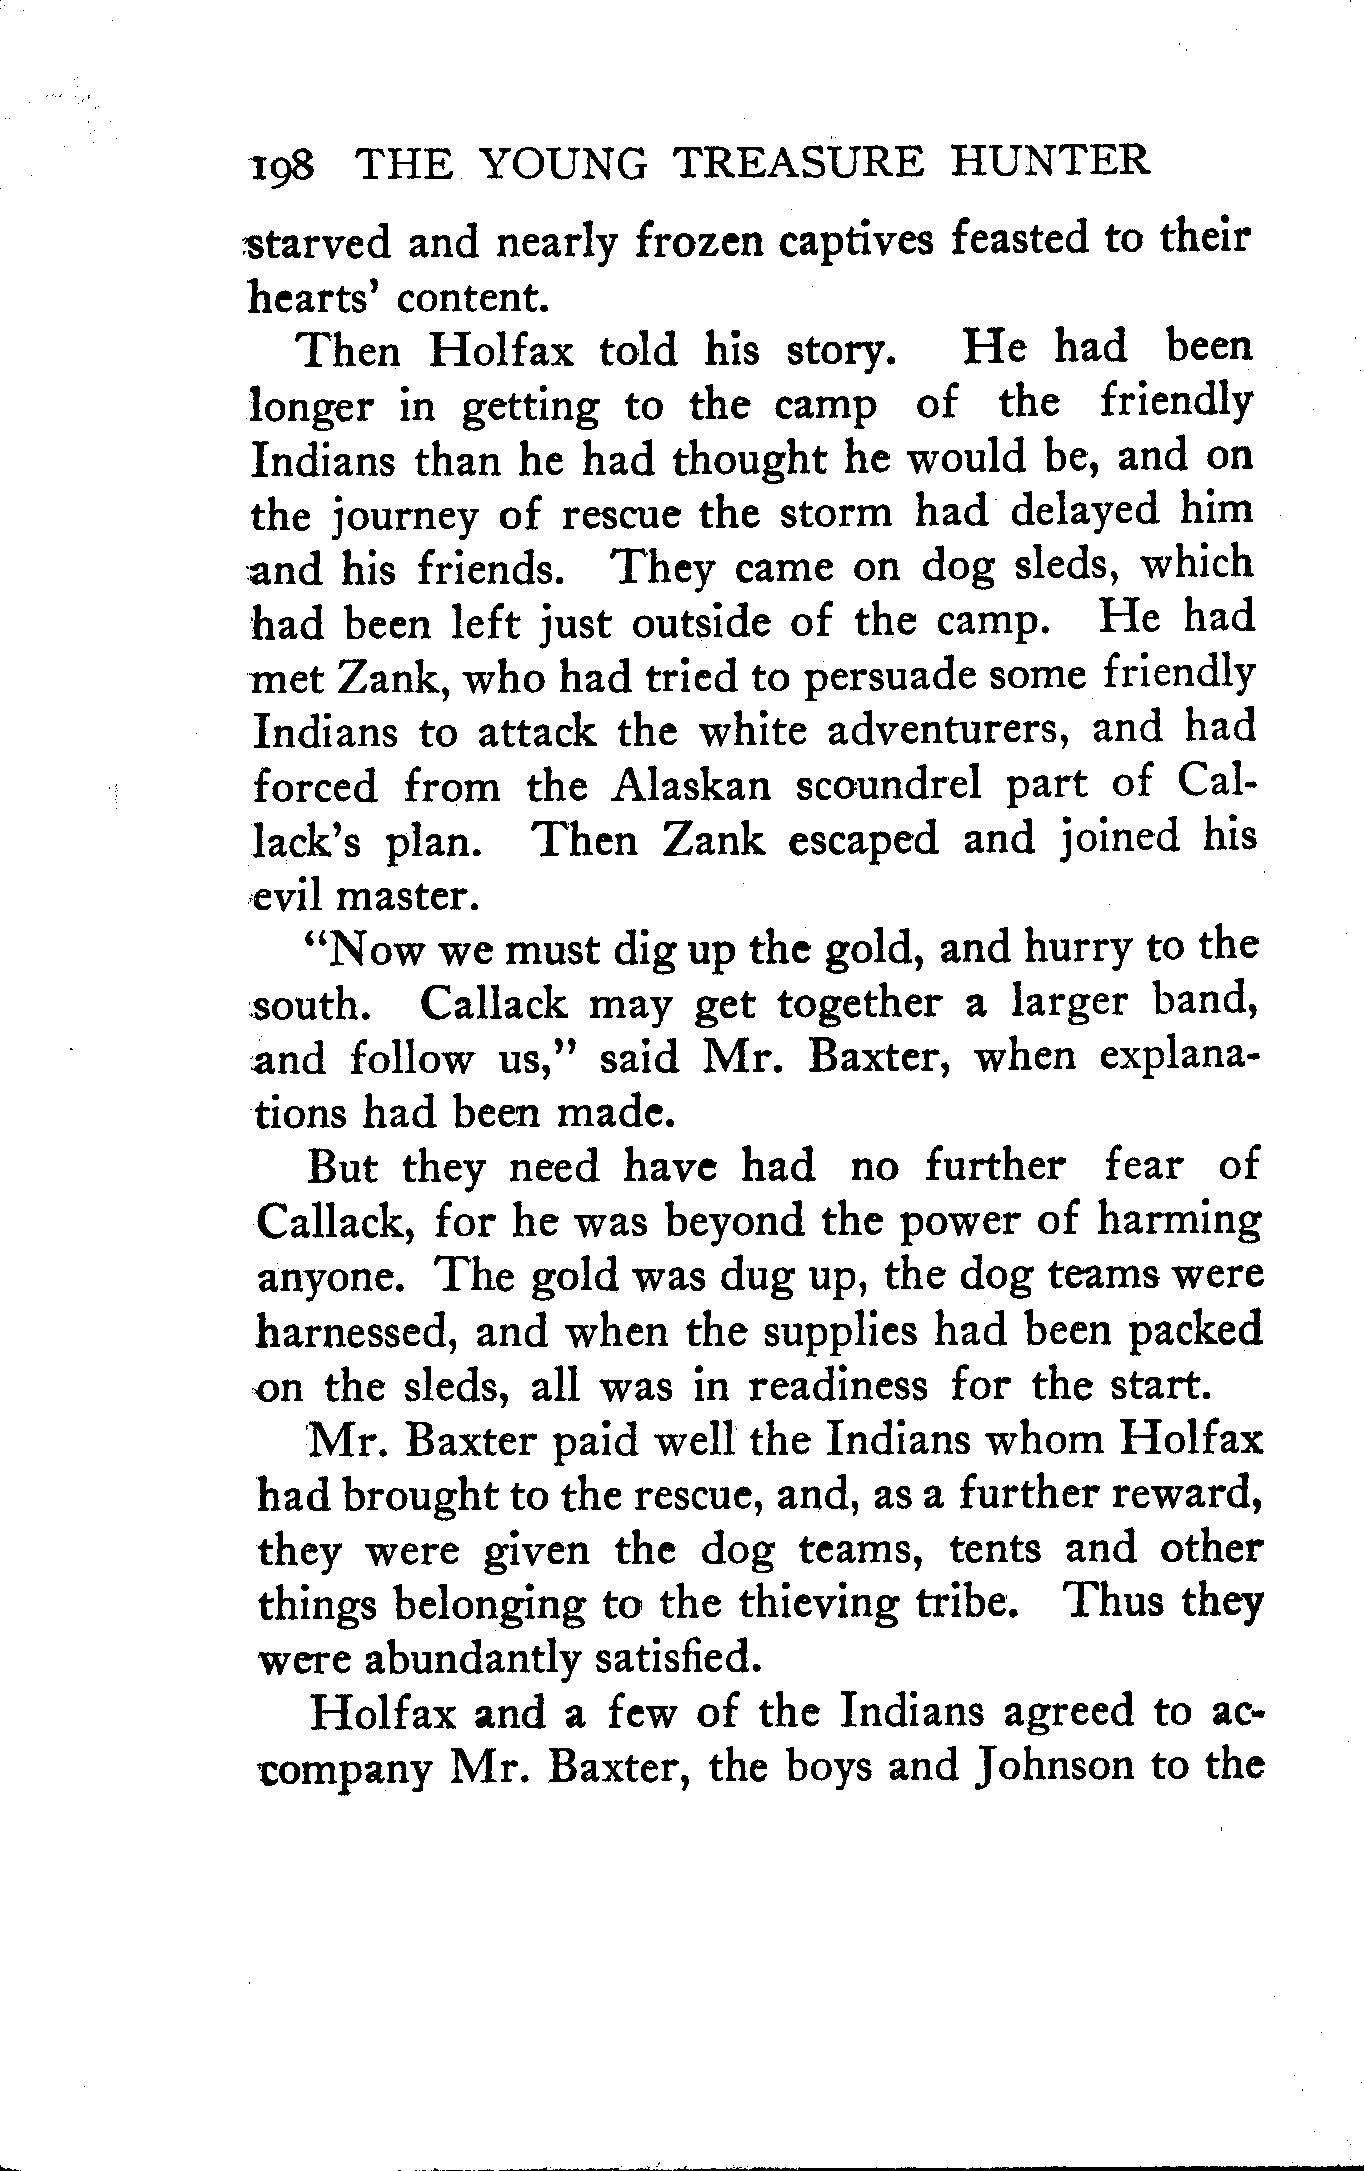 198 THE YOUNG TREASURE HUNTER
starved and nearly frozen captives feasted to their
hearts' content.
Then Holfax told his story. He had been
longer in getting to the camp of the friendly
Indians than he had thought he would be, and on
the journey of rescue the storm had delayed him
and his friends. They came on dog sleds, which
had been left just outside of the camp. He had
met Zank, who had tried to persuade some friendly
Indians to attack the white adventurers, and had
forced from the Alaskan scoundrel part of Cal-
lack's plan. Then Zank escaped and joined his
evil master.
"Now we must dig up the gold, and hurry to the
south. Callack may get together a larger band,
and follow us," said Mr. Baxter, when explana-
tions had been made.
But they need have had no further fear of
Callack, for he was beyond the power of harming
anyone. The gold was dug up, the dog teams were
harnessed, and when the supplies had been packed
on the sleds, all was in readiness for the start.
Mr. Baxter paid well the Indians whom Holfax
had brought to the rescue, and, as a further reward,
they were given the dog teams, tents and other
things belonging to the thieving tribe. Thus they
were abundantly satisfied.
Holfax and a few of the Indians agreed to ac-
company Mr. Baxter, the boys and Johnson to the